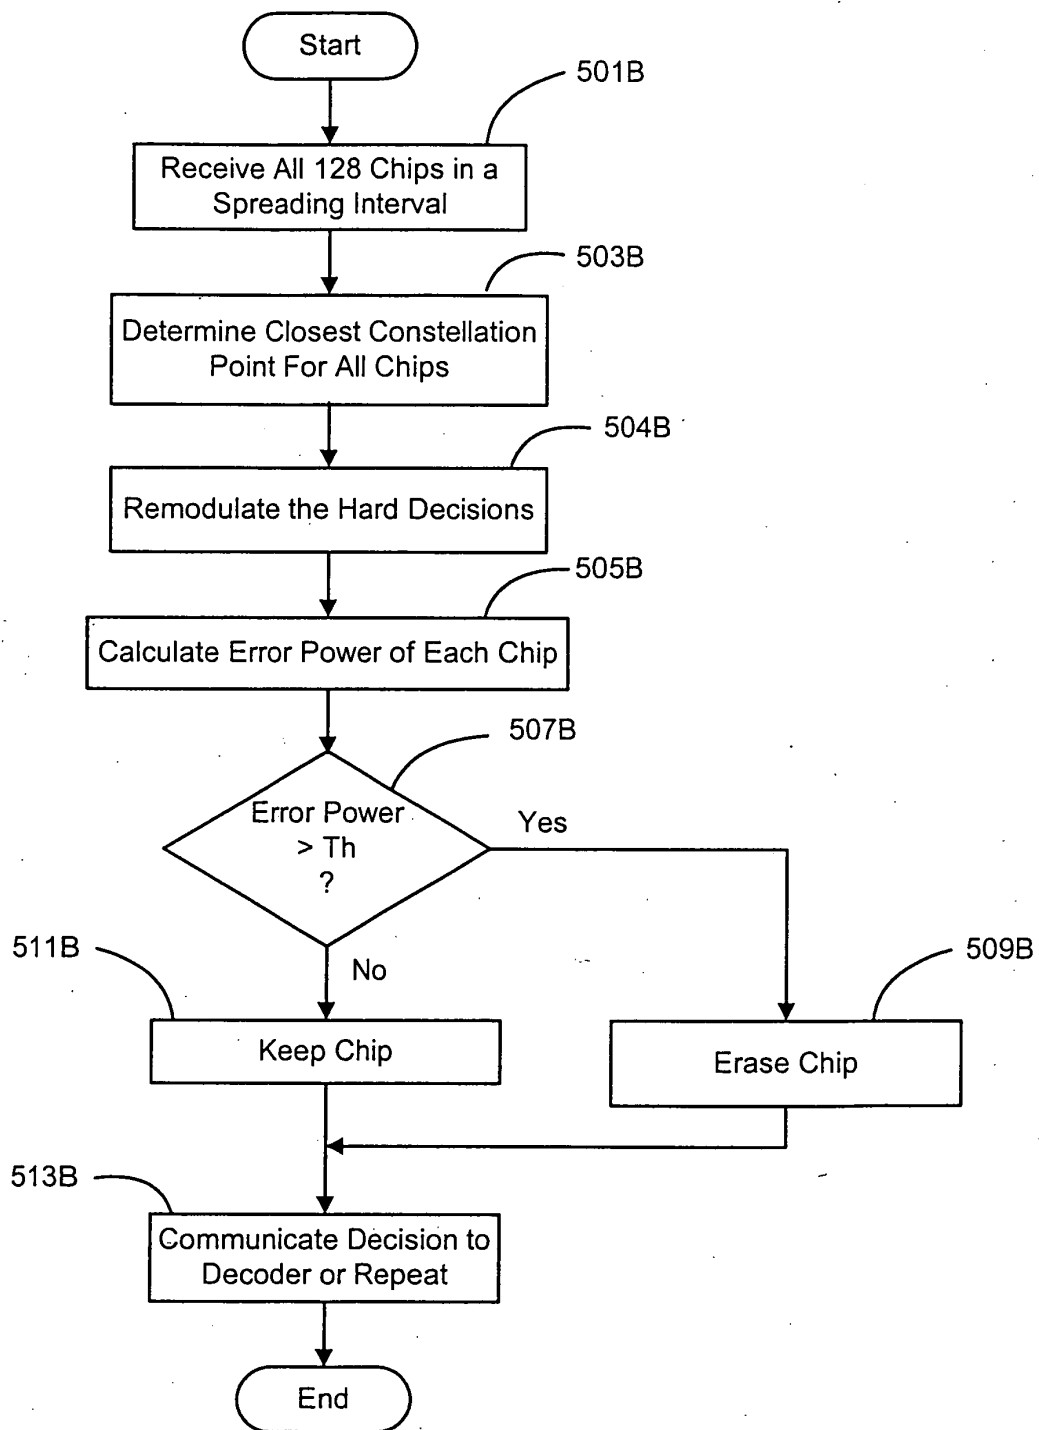 Start
501B
Receive All 128 Chips in a
Spreading Interval
503B
Determine Closest Constellation
Point For All Chips
504B
Remodulate the Hard Decisions
505B
Calculate Error Power of Each Chip
507B
Error Power
> Th
?
Yes
No
511B
509B
Keep Chip
Erase Chip
513B
Communicate Decision to
Decoder or Repeat
End